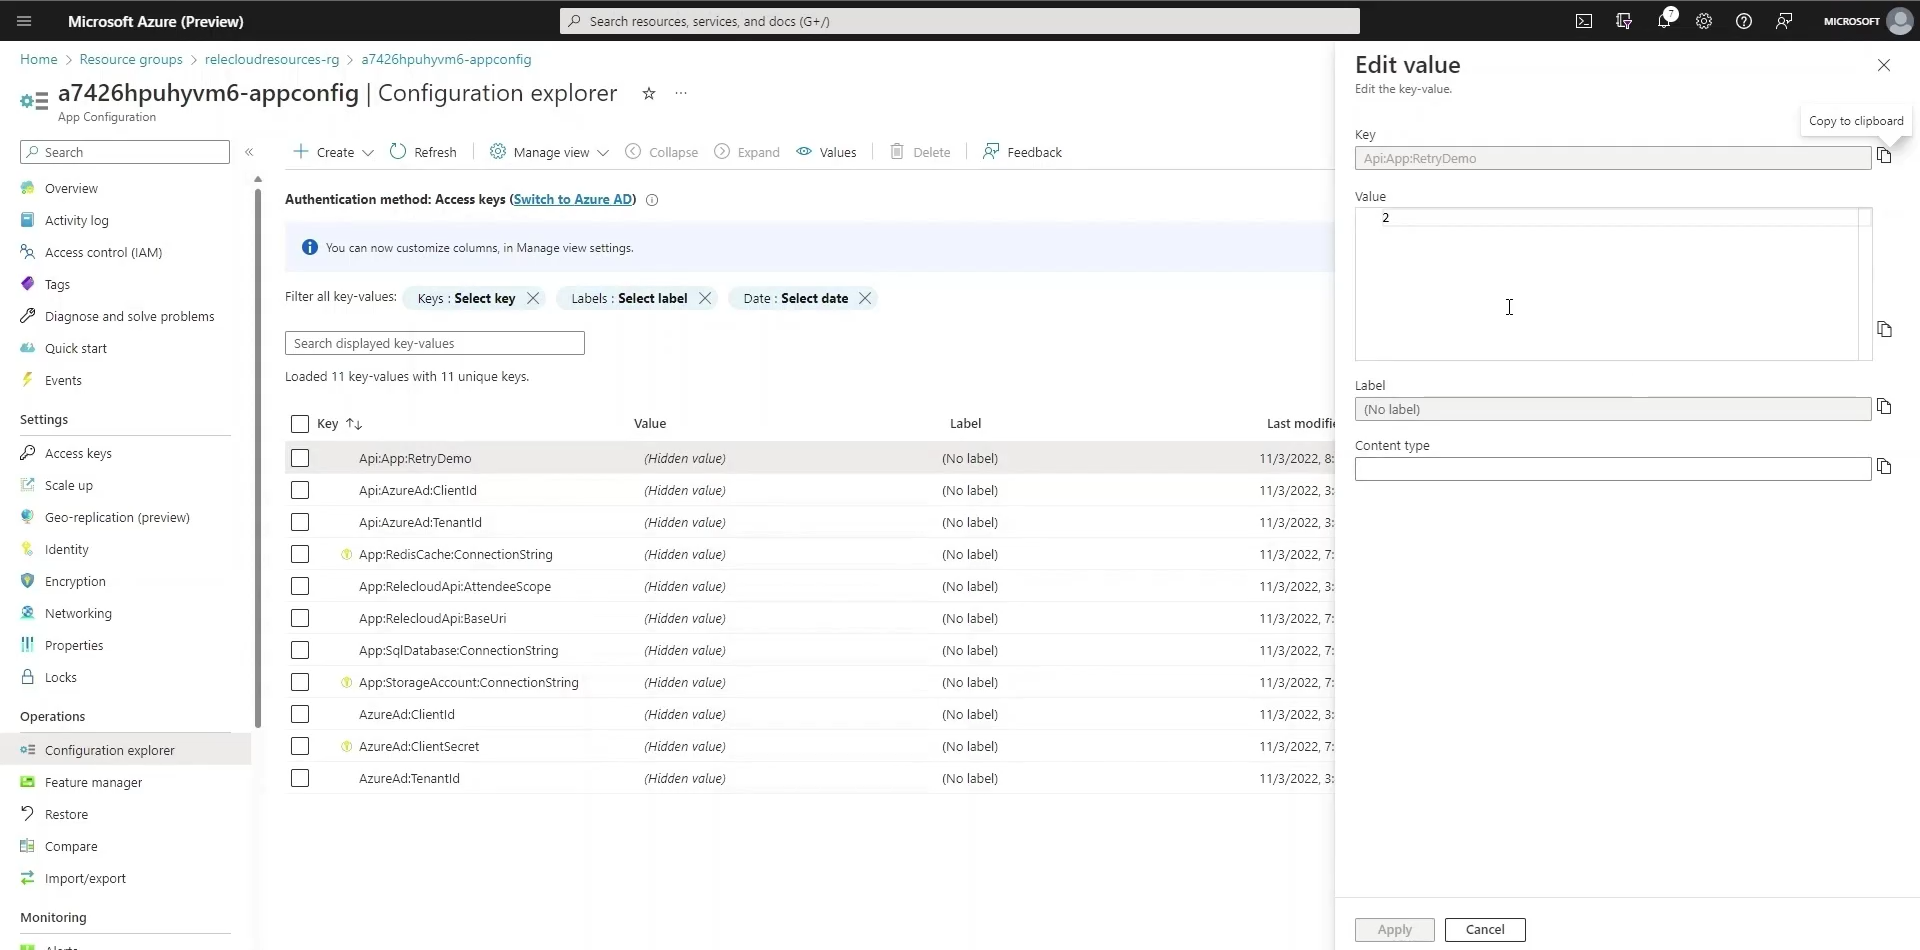 Microsoft Azure (Preview)
Search resources, services, and docs (G+/)
7
MICROSOFT
Home > Resource groups > relecloudresources-rg > a7426hpuhyvm6-appconfig
a7426hpuhyvm6-appconfig | Configuration explorer
App Configuration
Search
Overview
Activity log
Access control (IAM)
Tags
Diagnose and solve problems
Quick start
Events
Settings
Access keys
Scale up
Geo-replication (preview)
Identity
Encryption
Networking
Properties
Locks
Operations
Configuration explorer
Feature manager
Restore
Compare
Import/export
Monitoring
Alerts
Create Refresh Manage view Collapse Expand Values Delete Feedback
Authentication method: Access keys (Switch to Azure AD)
You can now customize columns, in Manage view settings.
Filter all key-values: Keys : Select key Labels : Select label Date : Select date
Search displayed key-values
Loaded 11 key-values with 11 unique keys.
Key Value Label Last modifie
Api:App:RetryDemo (Hidden value) (No label) 11/3/2022, 8:
Api:AzureAd:ClientId (Hidden value) (No label) 11/3/2022, 3:
Api:AzureAd:TenantId (Hidden value) (No label) 11/3/2022, 3:
App:RedisCache:ConnectionString (Hidden value) (No label) 11/3/2022, 7:
App:RelecloudApi:AttendeeScope (Hidden value) (No label) 11/3/2022, 3:
App:RelecloudApi:BaseUri (Hidden value) (No label) 11/3/2022, 7:
App:SqlDatabase:ConnectionString (Hidden value) (No label) 11/3/2022, 7:
App:StorageAccount:ConnectionString (Hidden value) (No label) 11/3/2022, 7:
AzureAd:ClientId (Hidden value) (No label) 11/3/2022, 3:
AzureAd:ClientSecret (Hidden value) (No label) 11/3/2022, 7:
AzureAd:TenantId (Hidden value) (No label) 11/3/2022, 3:
Edit value
Edit the key-value.
Copy to clipboard
Key
Api:App:RetryDemo
Value
2
Label
(No label)
Content type
Apply Cancel